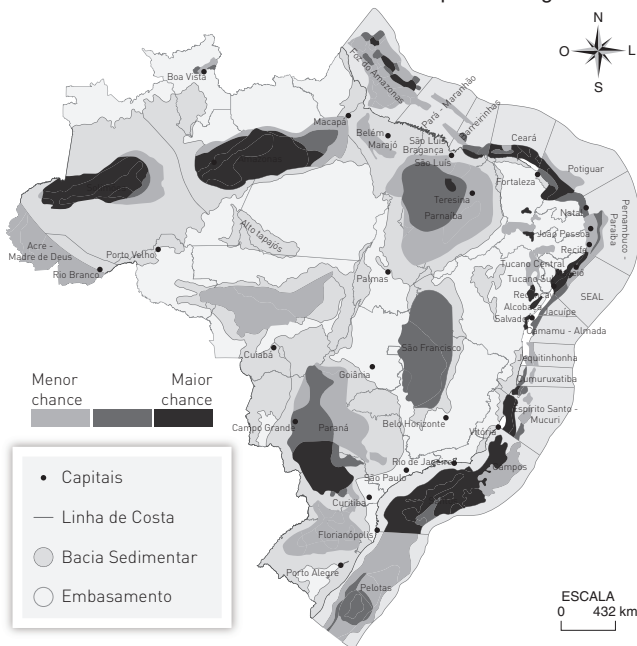 N
O
L
S
Boa Vista
Foz do Amazonas
Pará - Maranhão
Barreirinhas
Macapá
Belém
Marajó
São Luís
Bragança
São Luís
Ceará
Fortaleza
Potiguar
Teresina
Parnaíba
Natal
João Pessoa
Pernambuco -
Paraíba
Recife
Acre -
Madre de Deus
Rio Branco
Porto Velho
Alto tapajós
Palmas
Tucano Central
Tucano Sul
SEAL
Alcobaça
Salvador
Jacuípe
Camamu - Almada
São Francisco
Cuiabá
Goiânia
Jequitinhonha
Cumuruxatiba
Espirito Santo -
Mucuri
Menor
chance
Maior
chance
Campo Grande
Paraná
Belo Horizonte
Vitória
Campos
Rio de Janeiro
São Paulo
Curitiba
Florianópolis
Porto Alegre
Pelotas
Capitais
Linha de Costa
Bacia Sedimentar
Embasamento
ESCALA
0 432 km